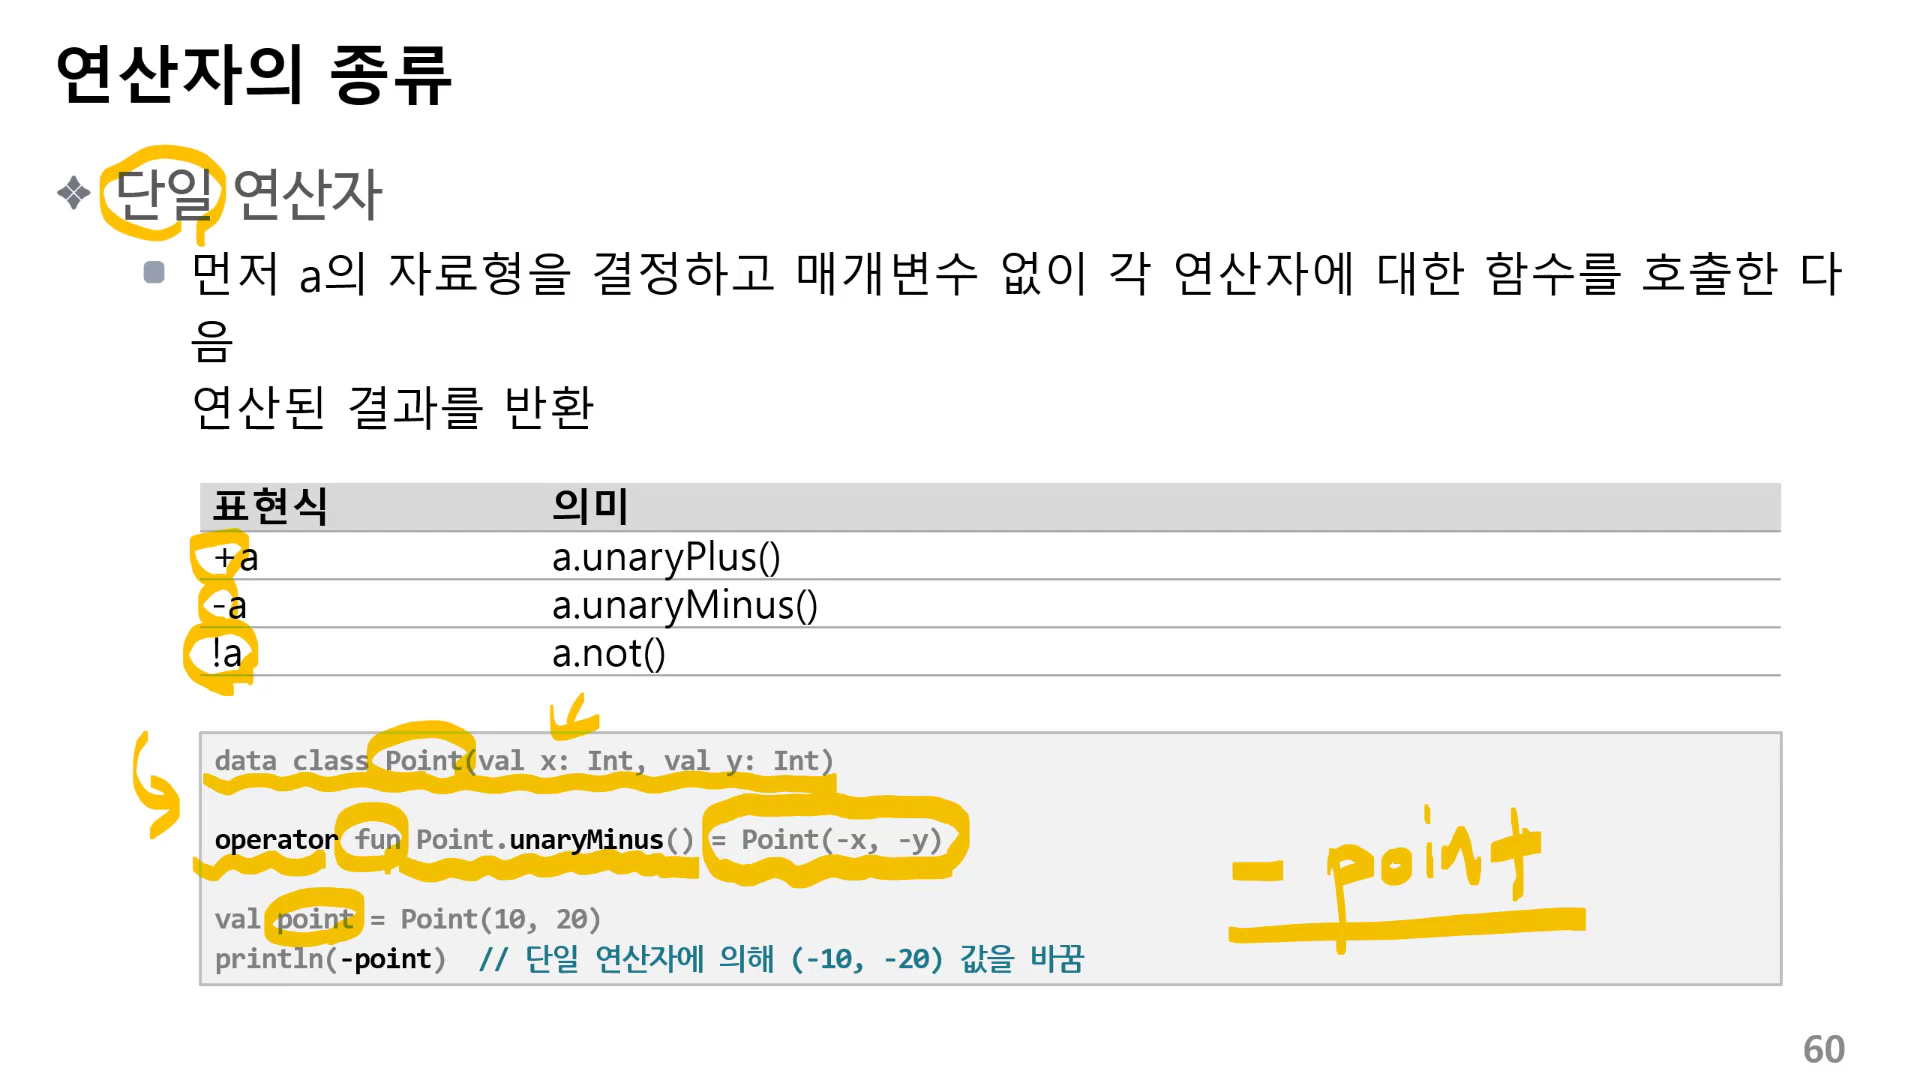 연산자의 종류
단일 연산자
먼저 a의 자료형을 결정하고 매개변수 없이 각 연산자에 대한 함수를 호출한 다
음
연산된 결과를 반환
표현식 의미
+a a.unaryPlus()
-a a.unaryMinus()
!a a.not()
data class Point(val x: Int, val y: Int)
operator fun Point.unaryMinus() = Point(-x, -y)
- point
val point = Point(10, 20)
println(-point) // 단일 연산자에 의해 (-10, -20) 값을 바꿈
60